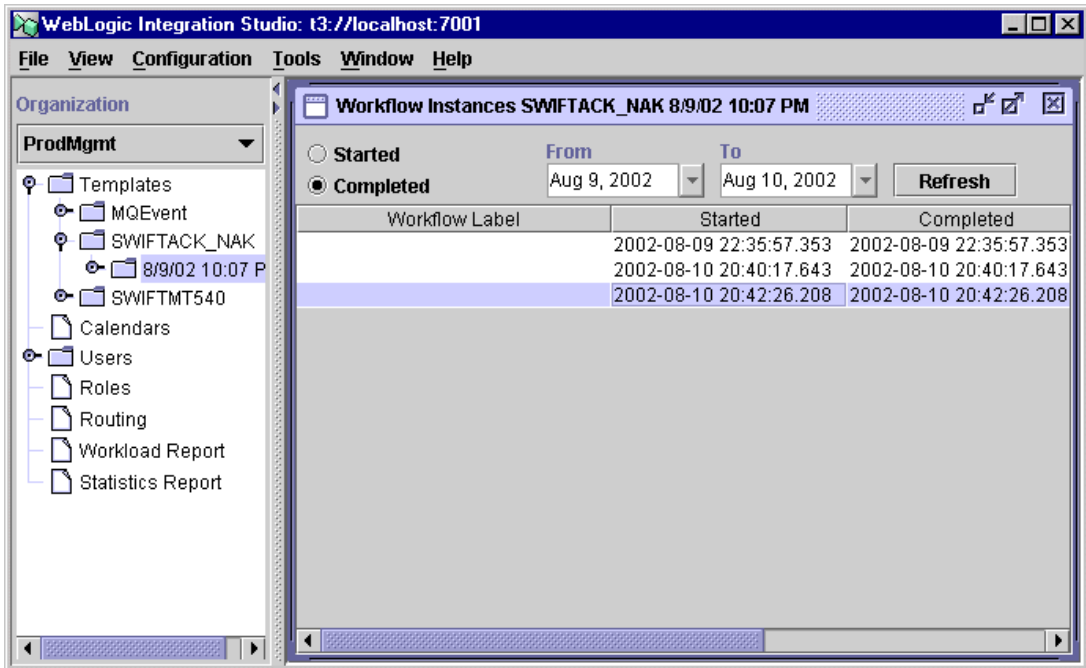 WebLogic Integration Studio: t3://localhost:7001
File View Configuration Tools Window Help
Organization
ProdMgmt
Templates
MQEvent
SWIFTACK_NAK
8/9/02 10:07 P
SWIFTMT540
Calendars
Users
Roles
Routing
Workload Report
Statistics Report
Workflow Instances SWIFTACK_NAK 8/9/02 10:07 PM
Started
Completed
From To
Aug 9, 2002 Aug 10, 2002 Refresh
Workflow Label Started Completed
2002-08-09 22:35:57.353 2002-08-09 22:35:57.353
2002-08-10 20:40:17.643 2002-08-10 20:40:17.643
2002-08-10 20:42:26.208 2002-08-10 20:42:26.208